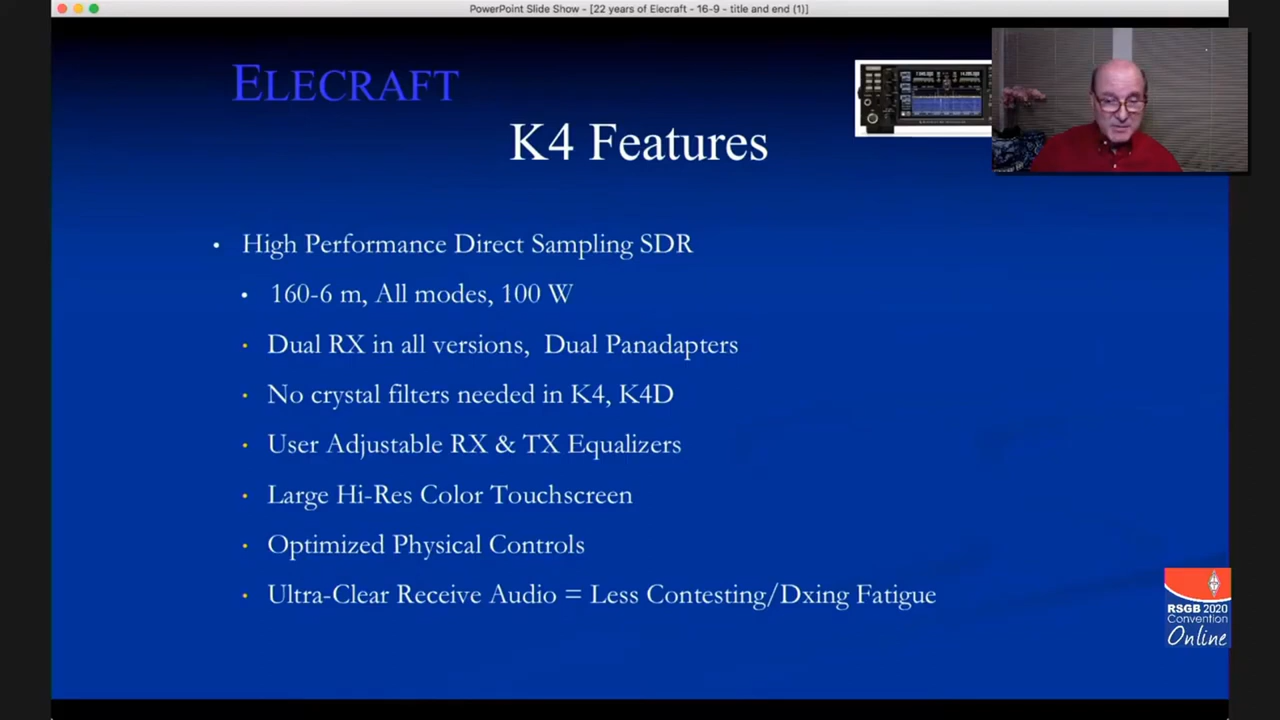 PowerPoint Slide Show - [22 years of Elecraft - 16-9 - title and end (1)]
ELECRAFT
K4 Features
• High Performance Direct Sampling SDR
• 160-6 m, All modes, 100 W
• Dual RX in all versions, Dual Panadapters
• No crystal filters needed in K4, K4D
• User Adjustable RX & TX Equalizers
• Large Hi-Res Color Touchscreen
• Optimized Physical Controls
• Ultra-Clear Receive Audio = Less Contesting/Dxing Fatigue
RSGB 2020
Convention
Online